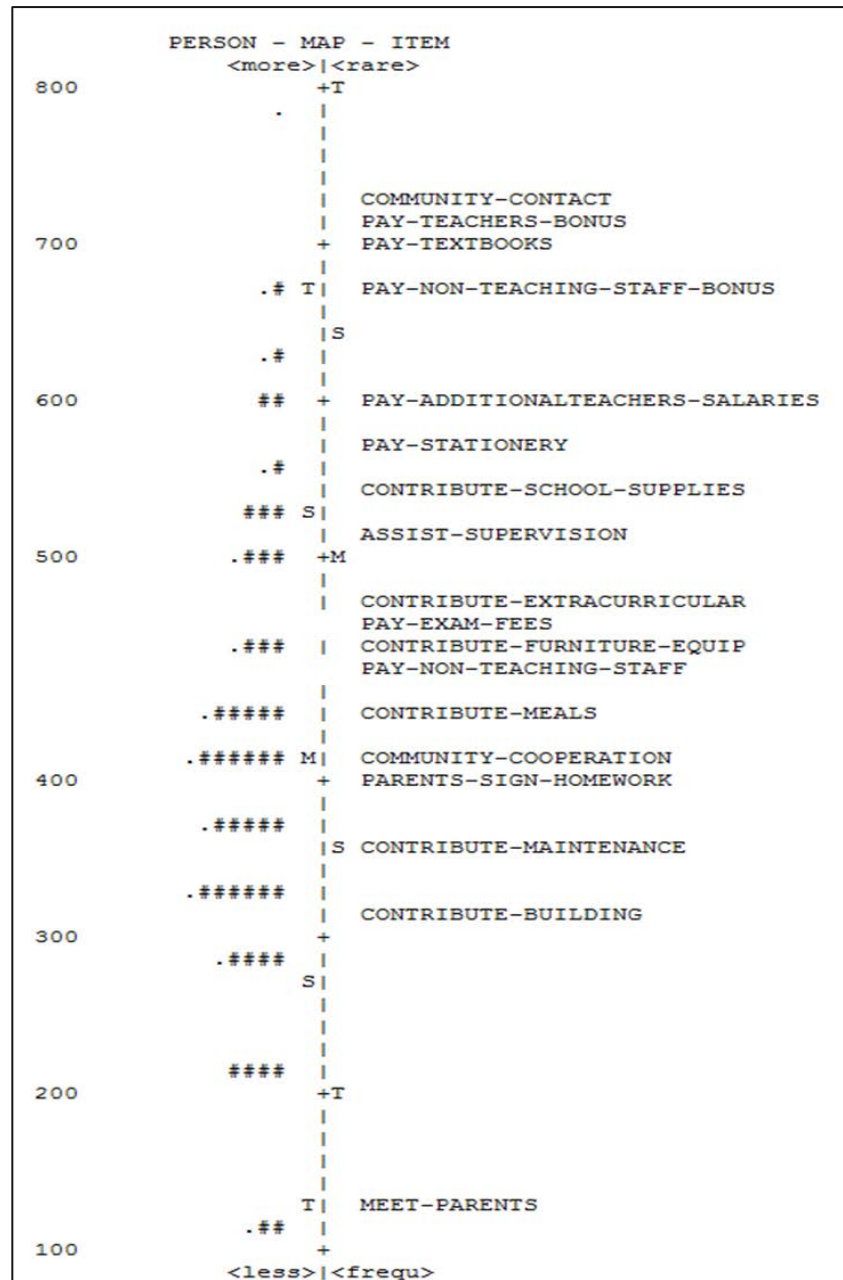 PERSON - MAP - ITEM
<more>|<rare>
800 +T
. |
|
|
|
| COMMUNITY-CONTACT
| PAY-TEACHERS-BONUS
700 + PAY-TEXTBOOKS
|
.# T| PAY-NON-TEACHING-STAFF-BONUS
|
|S
.# |
|
600 ## + PAY-ADDITIONALTEACHERS-SALARIES
|
| PAY-STATIONERY
.# |
| CONTRIBUTE-SCHOOL-SUPPLIES
### S|
| ASSIST-SUPERVISION
500 .### +M
|
| CONTRIBUTE-EXTRACURRICULAR
PAY-EXAM-FEES
.### | CONTRIBUTE-FURNITURE-EQUIP
PAY-NON-TEACHING-STAFF
|
.##### | CONTRIBUTE-MEALS
|
.###### M| COMMUNITY-COOPERATION
400 + PARENTS-SIGN-HOMEWORK
|
.##### |
|S CONTRIBUTE-MAINTENANCE
|
.###### |
| CONTRIBUTE-BUILDING
300 +
.#### |
S|
|
|
|
#### |
200 +T
|
|
|
|
T| MEET-PARENTS
.## |
100 +
<less>|<frequ>